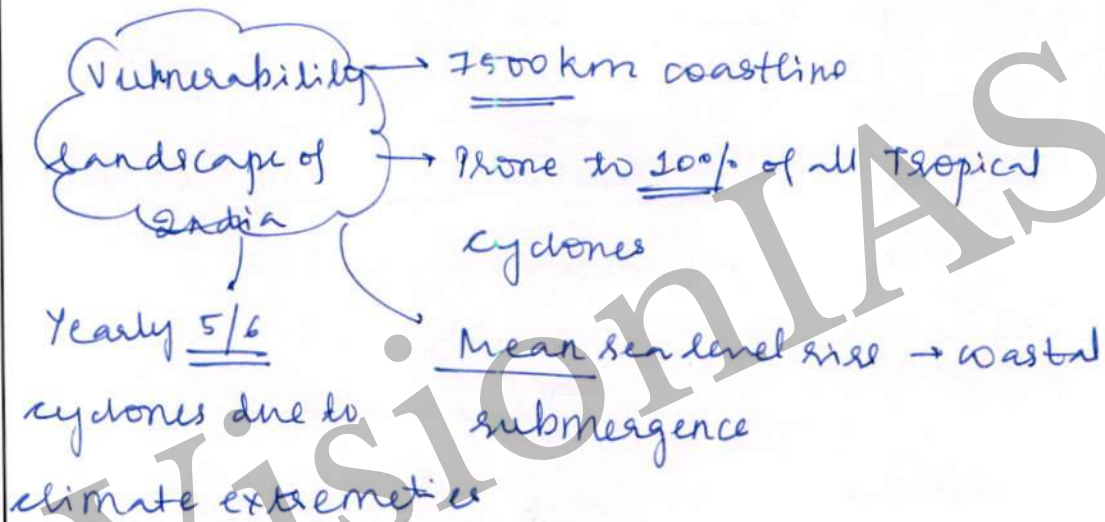 Vulnerability → 7500 km coastline
landscape of India → Prone to 10% of all Tropical
cyclones
Yearly 5/6
cyclones due to
climate extremeties
Mean sea level rise → coastal
submergence
VisionIAS